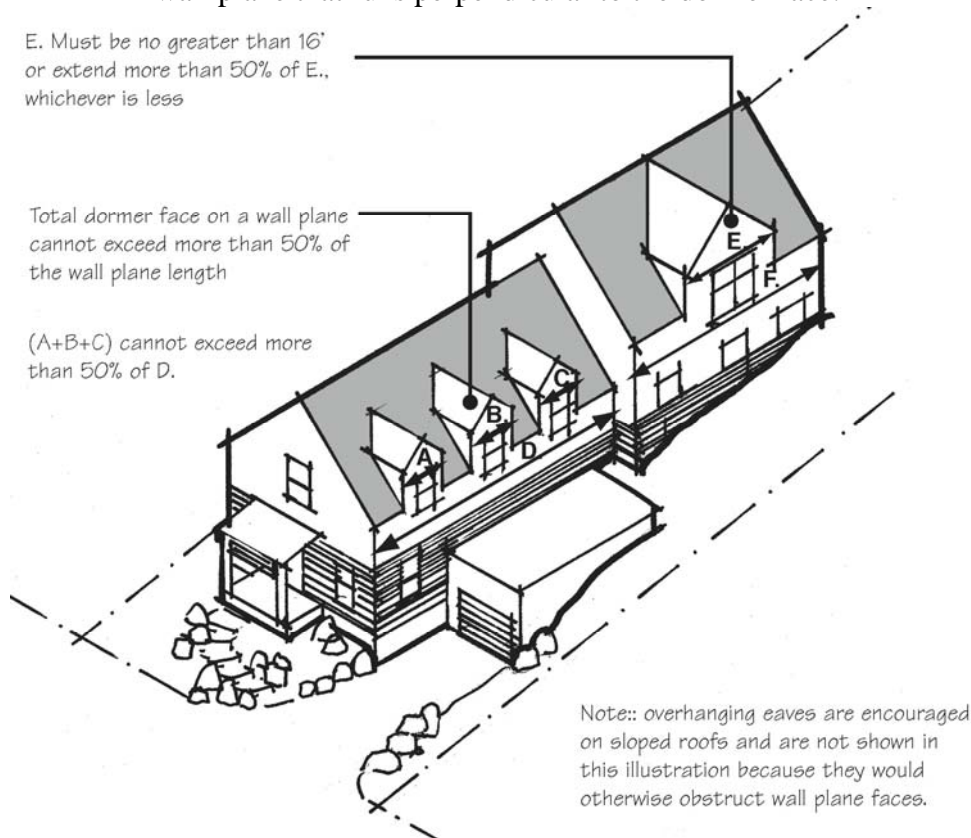 E. Must be no greater than 16'
or extend more than 50% of E.,
whichever is less
Total dormer face on a wall plane
cannot exceed more than 50% of
the wall plane length
(A+B+C) cannot exceed more
than 50% of D.
E.
F.
C.
B.
D
A
Note:: overhanging eaves are encouraged
on sloped roofs and are not shown in
this illustration because they would
otherwise obstruct wall plane faces.